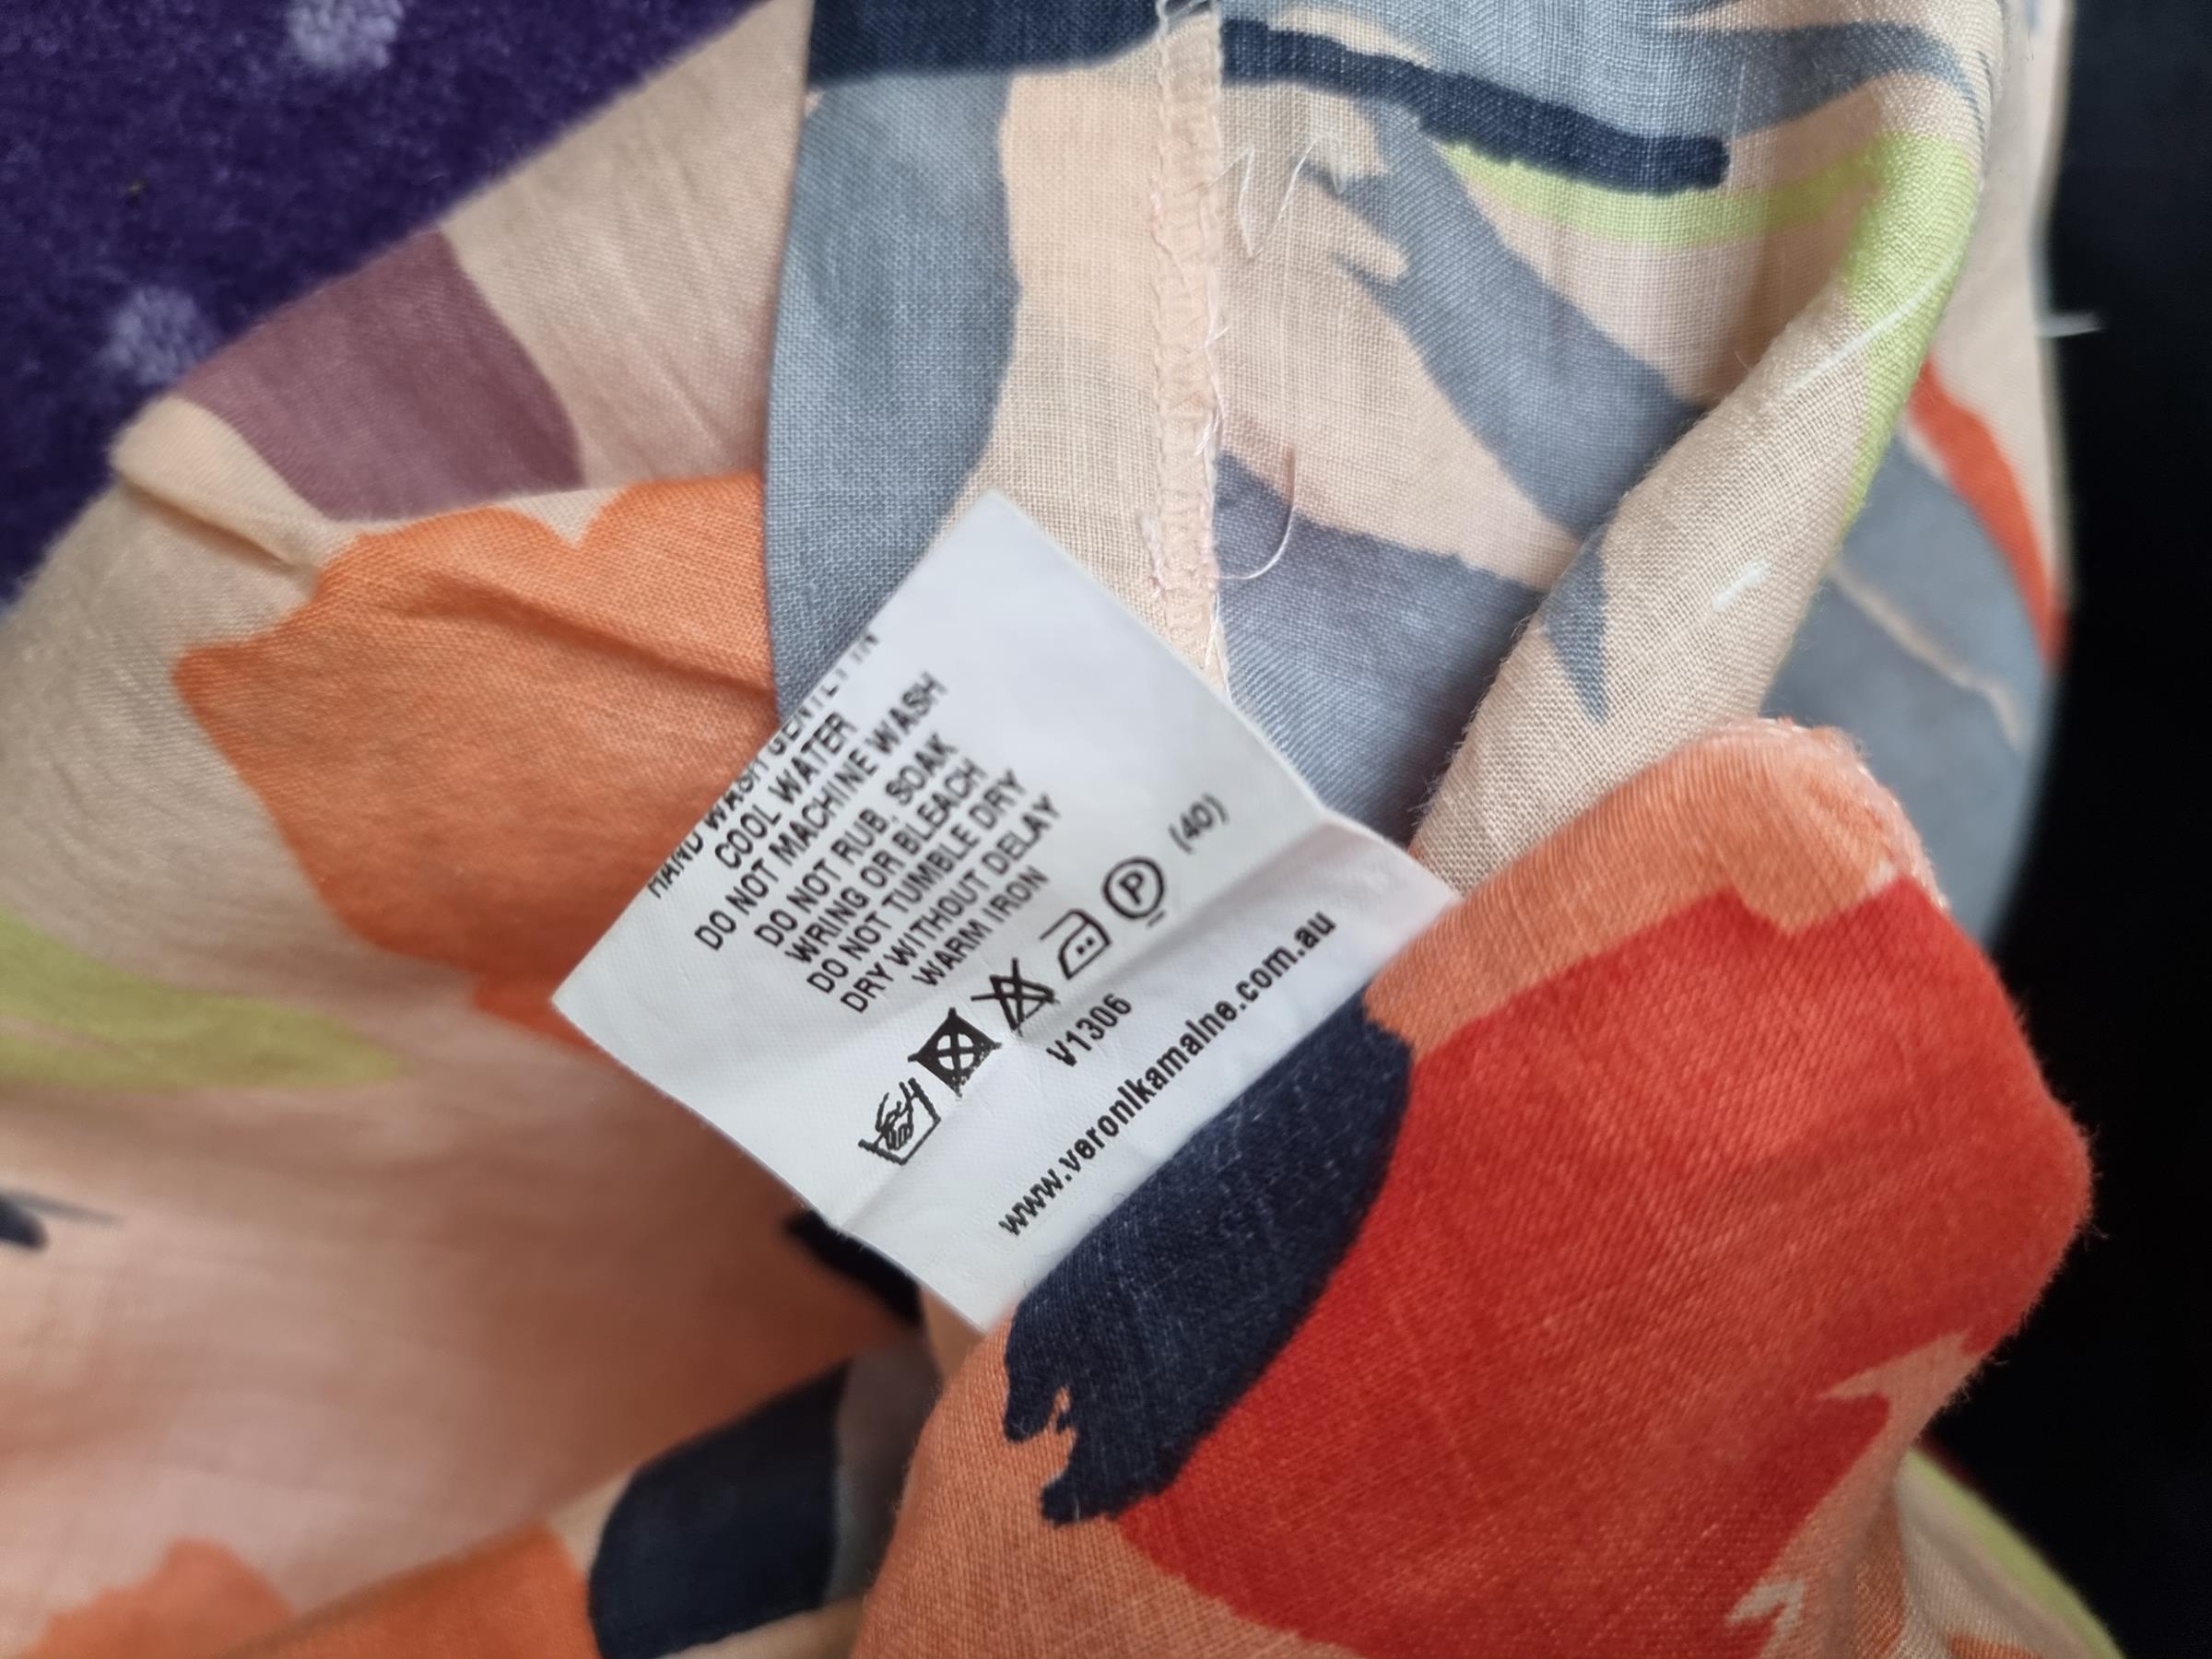 HAND WASH GENTLY IN
COOL WATER
DO NOT MACHINE WASH
DO NOT RUB, SOAK
WRING OR BLEACH
DO NOT TUMBLE DRY
DRY WITHOUT DELAY
WARM IRON
P (40)
V1306
www.veronikamaine.com.au